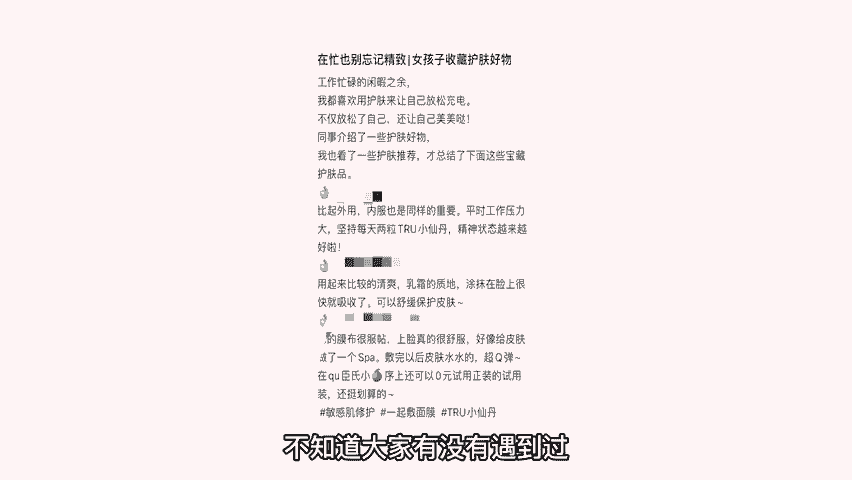 在忙也别忘记精致|女孩子收藏护肤好物
工作忙碌的闲暇之余，
我都喜欢用护肤来让自己放松充电。
不仅放松了自己、还让自己美美哒！
同事介绍了一些护肤好物，
我也看了一些护肤推荐，才总结了下面这些宝藏
护肤品。
比起外用、内服也是同样的重要。平时工作压力
大，坚持每天两粒TRU小仙丹，精神状态越来越
好啦！
用起来比较的清爽，乳霜的质地，涂抹在脸上很
快就吸收了。可以舒缓保护皮肤~
的膜布很服帖、上脸真的很舒服，好像给皮肤
做了一个Spa。敷完以后皮肤水水的，超Q弹~
在qu臣氏小序上还可以0元试用正装的试用
装，还挺划算的~
#敏感肌修护 #一起敷面膜 #TRU小仙丹
不知道大家有没有遇到过